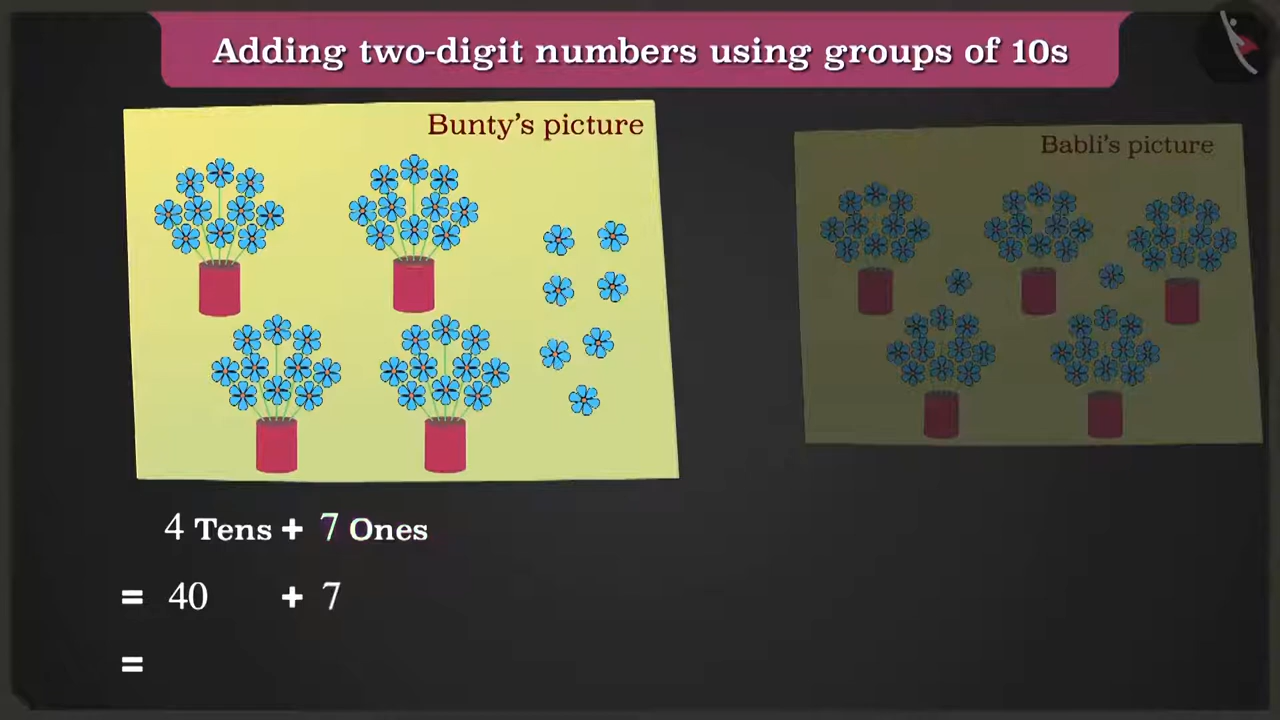 Adding two-digit numbers using groups of 10s
Bunty's picture
Babli's picture
4 Tens + 7 Ones
= 40 + 7
=